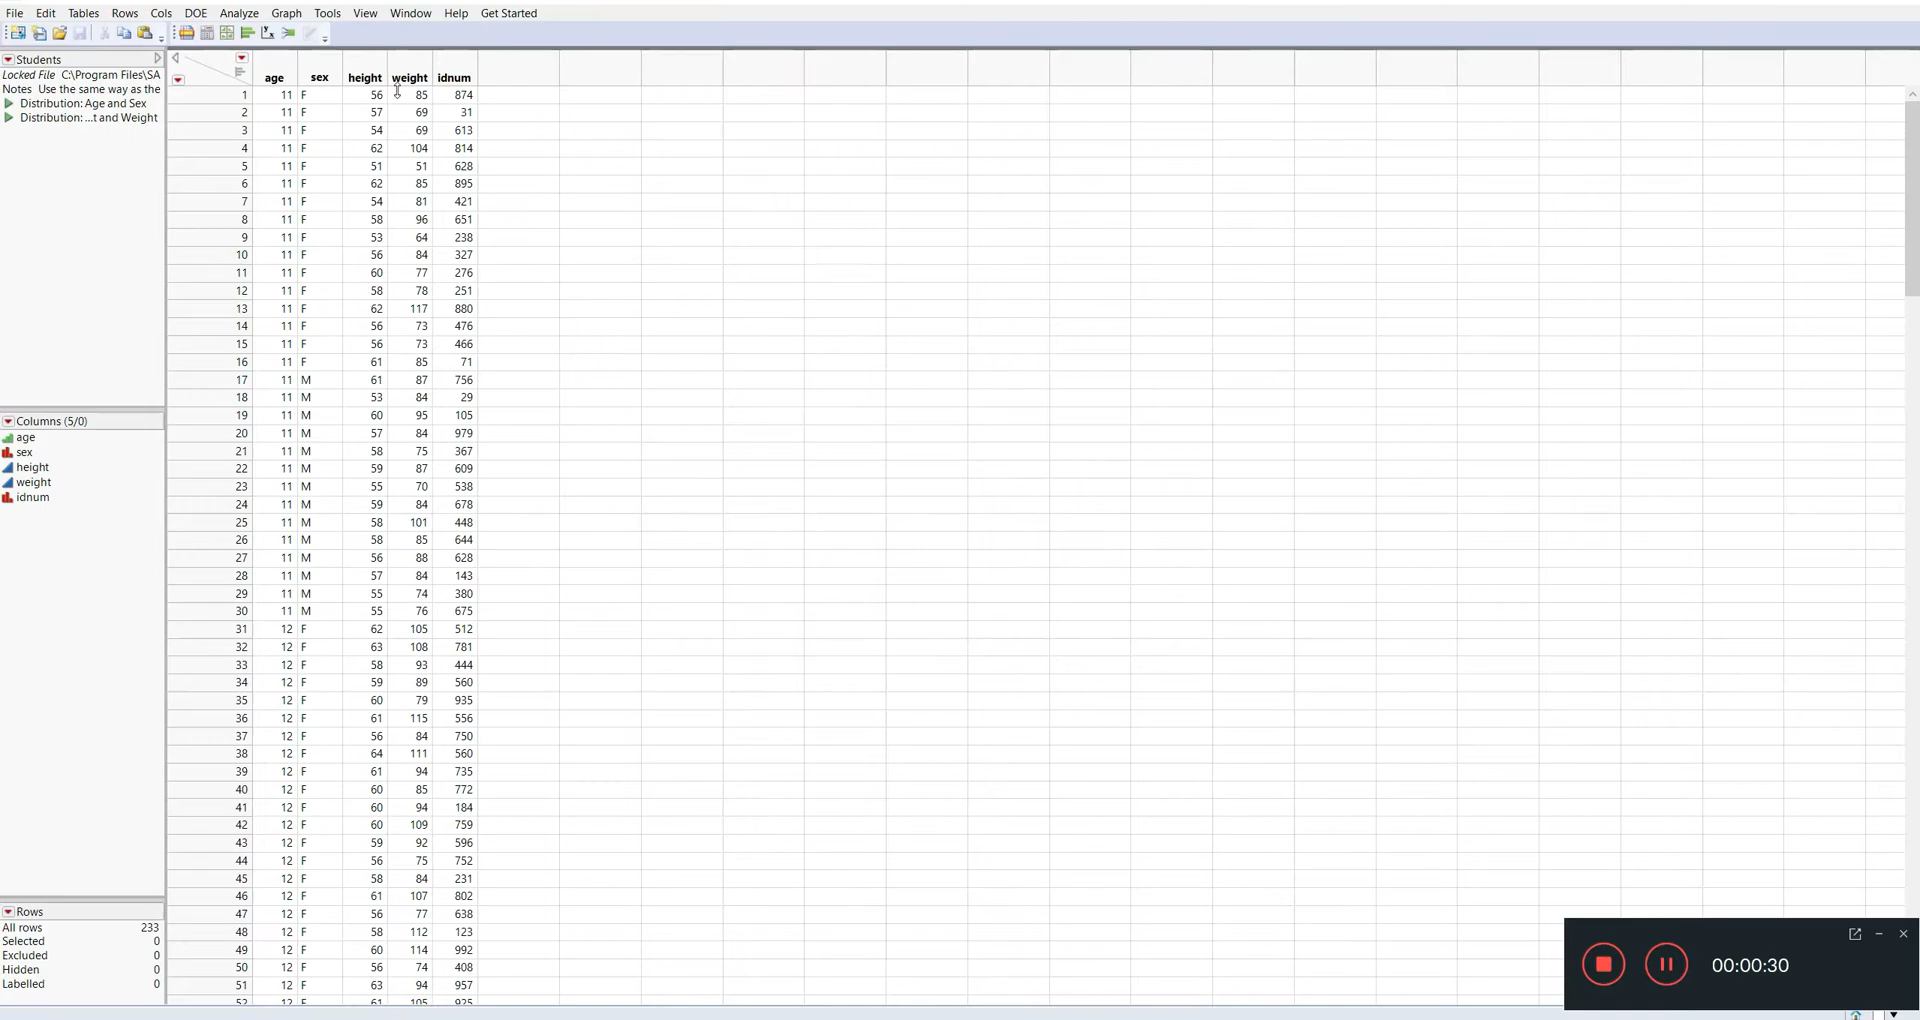 File Edit Tables Rows Cols DOE Analyze Graph Tools View Window Help Get Started
Students
Locked File C:\Program Files\SA
Notes Use the same way as the
Distribution: Age and Sex
Distribution: ...t and Weight
Columns (5/0)
age
sex
height
weight
idnum
Rows
All rows 233
Selected 0
Excluded 0
Hidden 0
Labelled 0
age sex height weight idnum
1 11 F 56 85 874
2 11 F 57 69 31
3 11 F 54 69 613
4 11 F 62 104 814
5 11 F 51 51 628
6 11 F 62 85 895
7 11 F 54 81 421
8 11 F 58 96 651
9 11 F 53 64 238
10 11 F 56 84 327
11 11 F 60 77 276
12 11 F 58 78 251
13 11 F 62 117 880
14 11 F 56 73 476
15 11 F 56 73 466
16 11 F 61 85 71
17 11 M 61 87 756
18 11 M 53 84 29
19 11 M 60 95 105
20 11 M 57 84 979
21 11 M 58 75 367
22 11 M 59 87 609
23 11 M 55 70 538
24 11 M 59 84 678
25 11 M 58 101 448
26 11 M 58 85 644
27 11 M 56 88 628
28 11 M 57 84 143
29 11 M 55 74 380
30 11 M 55 76 675
31 12 F 62 105 512
32 12 F 63 108 781
33 12 F 58 93 444
34 12 F 59 89 560
35 12 F 60 79 935
36 12 F 61 115 556
37 12 F 56 84 750
38 12 F 64 111 560
39 12 F 61 94 735
40 12 F 60 85 772
41 12 F 60 94 184
42 12 F 60 109 759
43 12 F 59 92 596
44 12 F 56 75 752
45 12 F 58 84 231
46 12 F 61 107 802
47 12 F 56 77 638
48 12 F 58 112 123
49 12 F 60 114 992
50 12 F 56 74 408
51 12 F 63 94 957
52 12 F 61 105 925
00:00:30